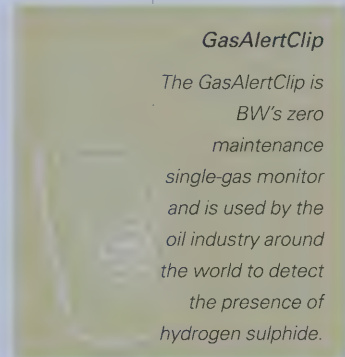 GasAlertClip
The GasAlertClip is
BW's zero
maintenance
single-gas monitor
and is used by the
oil industry around
the world to detect
the presence of
hydrogen sulphide.